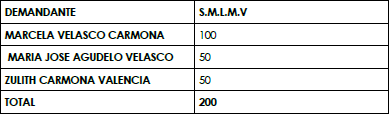 DEMANDANTE S.M.L.M.V
MARCELA VELASCO CARMONA 100
MARIA JOSE AGUDELO VELASCO 50
ZULITH CARMONA VALENCIA 50
TOTAL 200